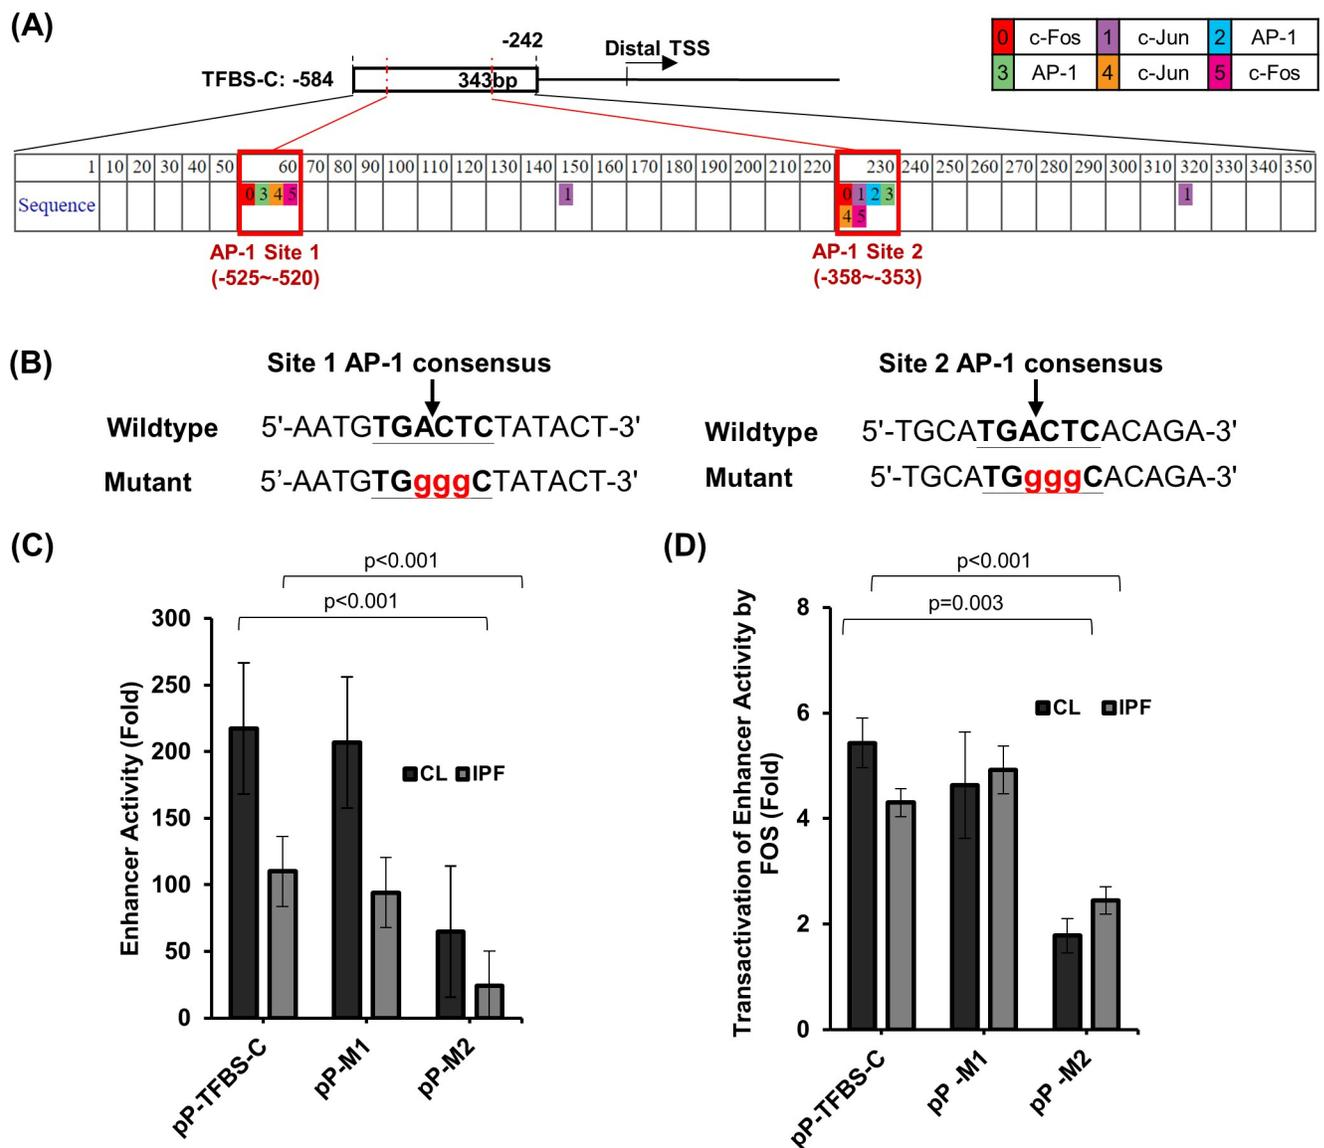 (A)
-242
Distal TSS
TFBS-C: -584
343bp
0 c-Fos 1 c-Jun 2 AP-1
3 AP-1 4 c-Jun 5 c-Fos
1 10 20 30 40 50 60 70 80 90 100 110 120 130 140 150 160 170 180 190 200 210 220 230 240 250 260 270 280 290 300 310 320 330 340 350
Sequence 0 3 4 5 1 0 1 2 3 1
4 5
AP-1 Site 1
(-525~-520)
AP-1 Site 2
(-358~-353)
(B)
Site 1 AP-1 consensus
Wildtype 5'-AATGTGACTCTATACT-3'
Mutant 5’-AATGTGgggCTATACT-3'
Site 2 AP-1 consensus
Wildtype 5'-TGCATGACTCACAGA-3'
Mutant 5'-TGCATGgggCACAGA-3'
(C)
p<0.001
p<0.001
Enhancer Activity (Fold)
300
250
200
150
100
50
0
CL IPF
pP-TFBS-C
pP-M1
pP-M2
(D)
p<0.001
p=0.003
Transactivation of Enhancer Activity by
FOS (Fold)
8
6
4
2
0
CL IPF
pP-TFBS-C
pP -M1
pP -M2